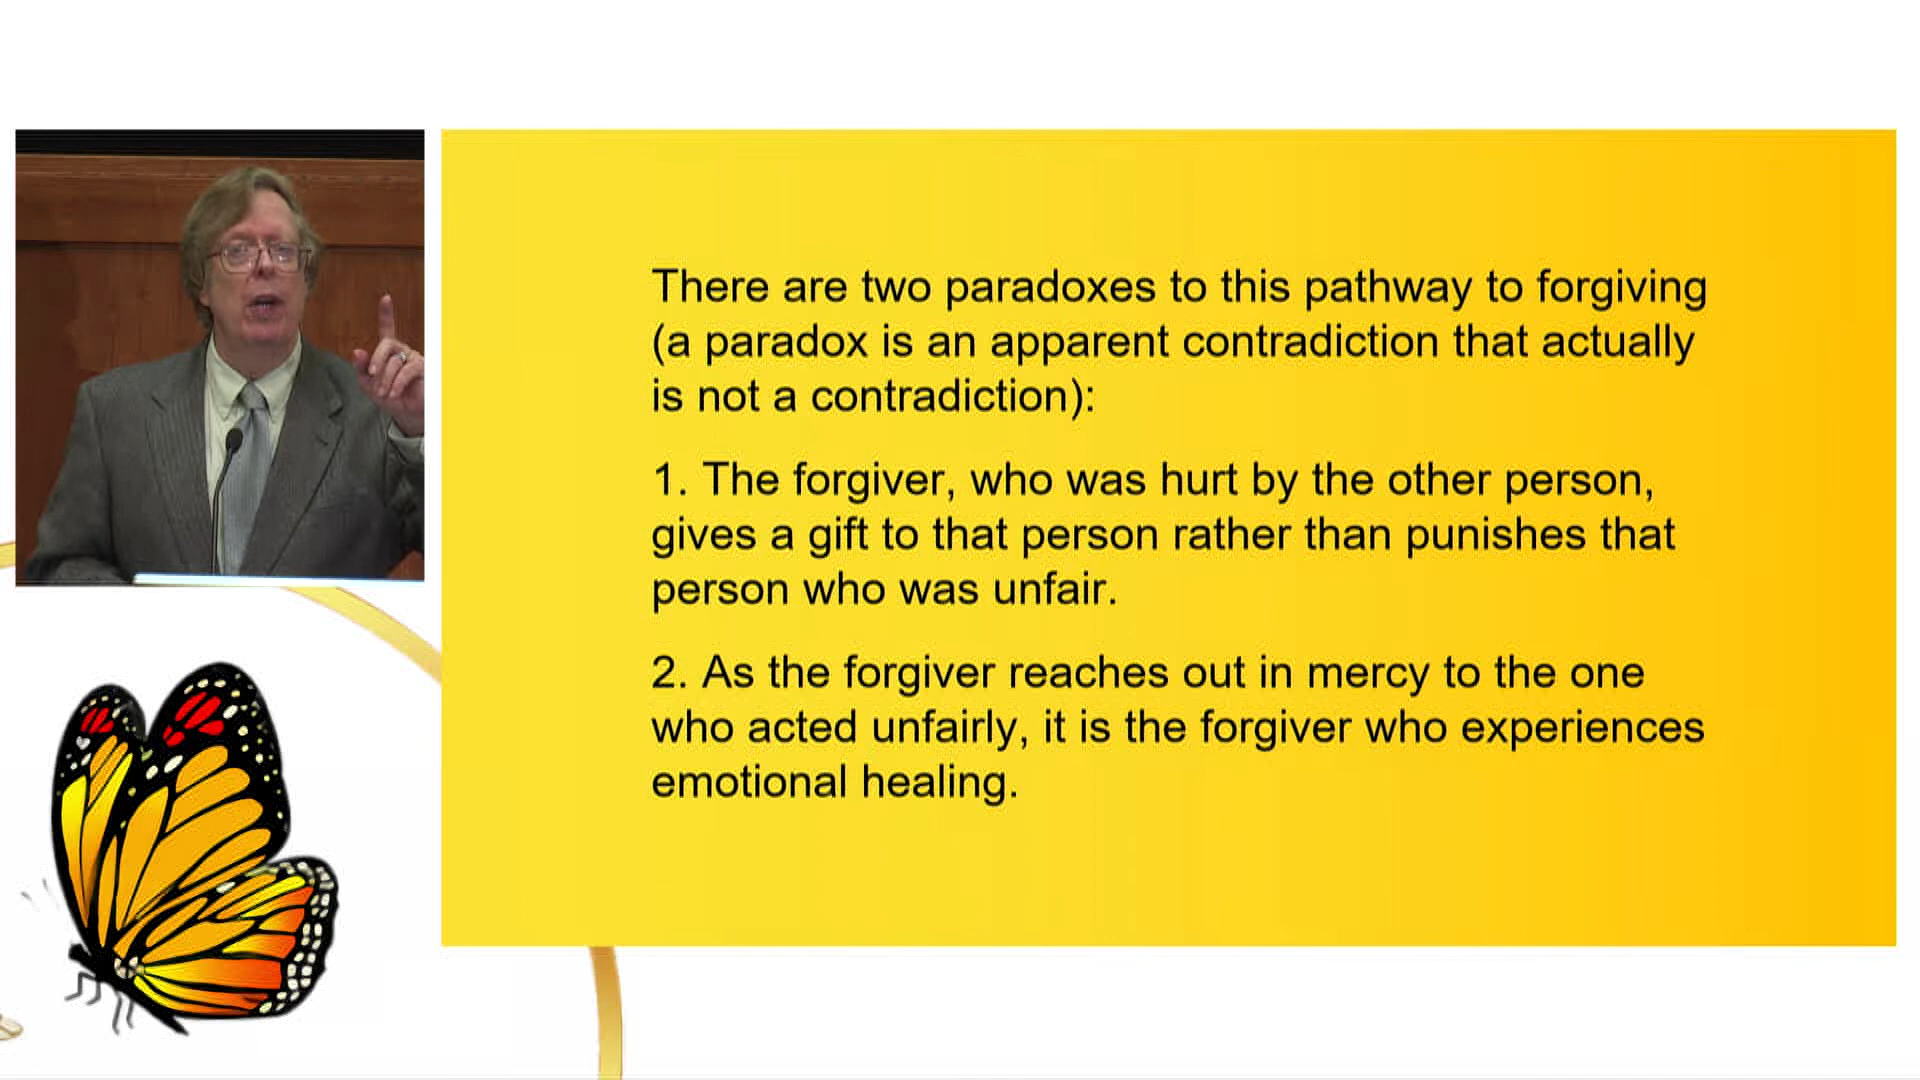 There are two paradoxes to this pathway to forgiving
(a paradox is an apparent contradiction that actually
is not a contradiction):
1. The forgiver, who was hurt by the other person,
gives a gift to that person rather than punishes that
person who was unfair.
2. As the forgiver reaches out in mercy to the one
who acted unfairly, it is the forgiver who experiences
emotional healing.